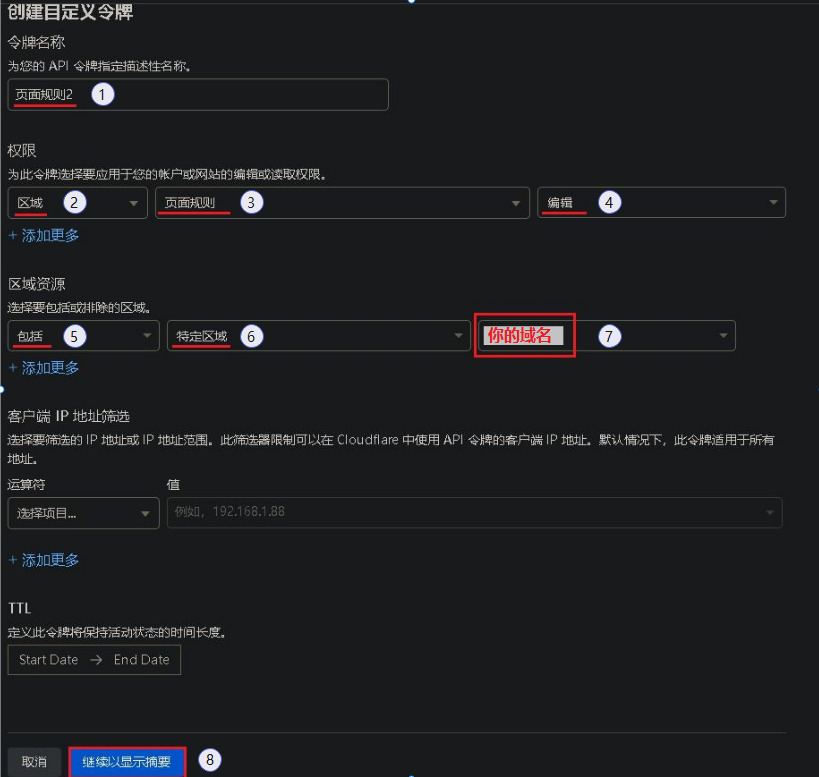 创建自定义令牌
令牌名称
为您的 API 令牌指定描述性名称。
页面规则2 1
权限
为此令牌选择要应用于您的帐户或网站的编辑或读取权限。
区域 2 页面规则 3 编辑 4
+ 添加更多
区域资源
选择要包括或排除的区域。
包括 5 特定区域 6 你的域名 7
+ 添加更多
客户端 IP 地址筛选
选择要筛选的 IP 地址或 IP 地址范围。此筛选器限制可以在 Cloudflare 中使用 API 令牌的客户端 IP 地址。默认情况下，此令牌适用于所有
地址。
运算符 值
选择项目... 例如，192.168.1.88
+ 添加更多
TTL
定义此令牌将保持活动状态的时间长度。
Start Date → End Date
取消 继续以显示摘要 8